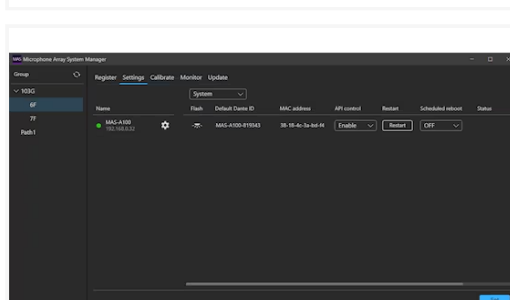 MAS Microphone Array System Manager
Group
Register Settings Calibrate Monitor Update
103G
6F
7F
Path1
System
Name Flash Default Dante ID MAC address API control Restart Scheduled reboot Status
MAS-A100
192.168.0.32
MAS-A100-819343
Enable
Restart
OFF